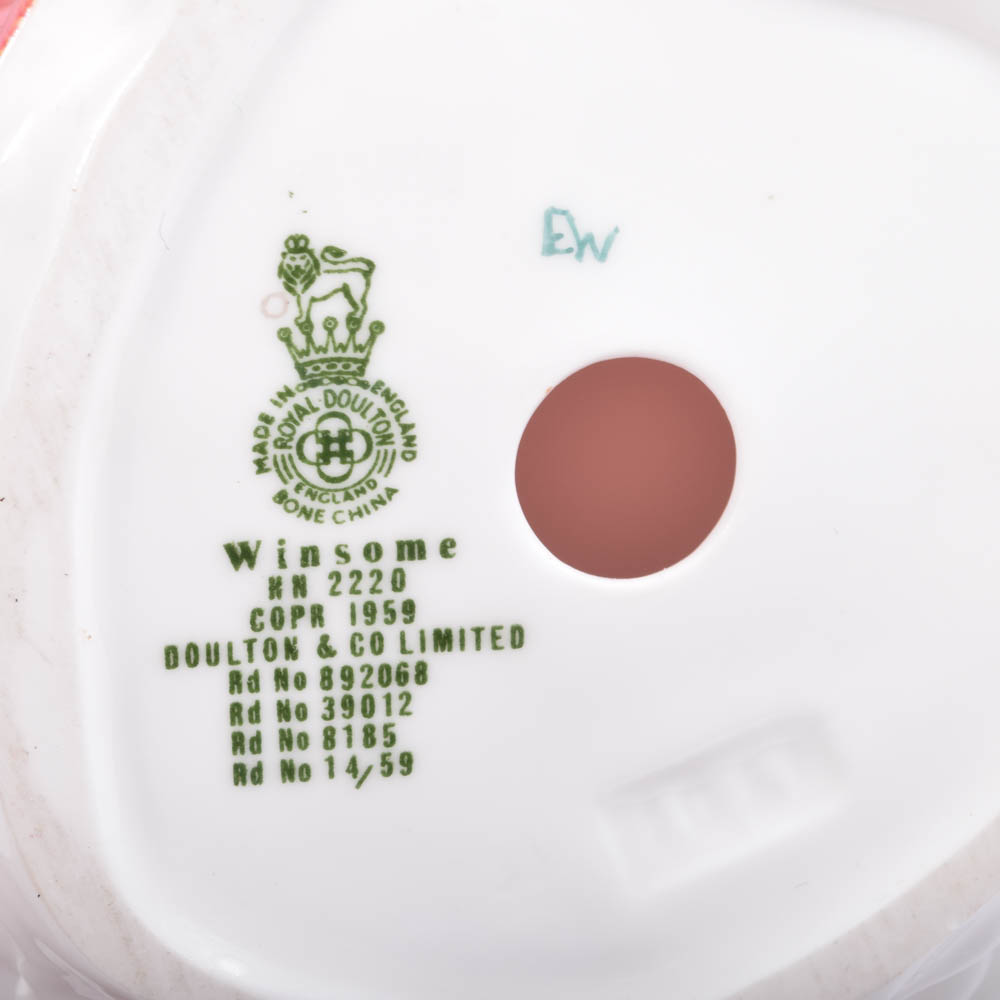 EW
MADE IN ENGLAND
ROYAL DOULTON
ENGLAND
BONE CHINA
Winsome
HN 2220
COPR 1959
DOULTON & CO LIMITED
Rd No 892068
Rd No 39012
Rd No 8185
Rd No 14/59